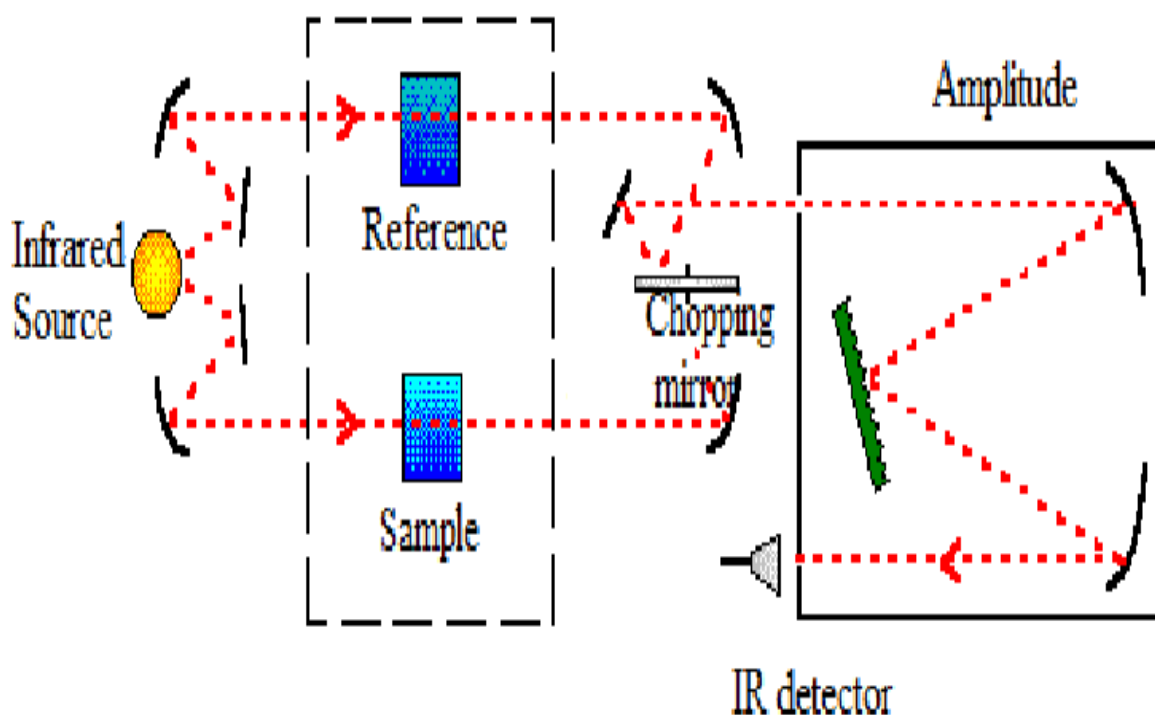 Amplitude
Infrared
Source
Reference
Chopping
mirror
Sample
IR detector